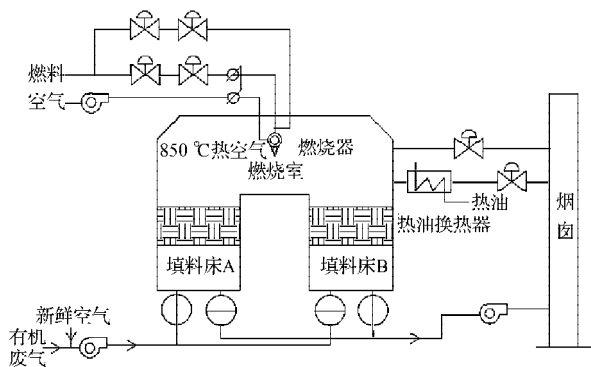 燃料
空气
850 ℃热空气
燃烧器
燃烧室
热油
热油换热器
烟
囱
填料床A
填料床B
新鲜空气
有机
废气